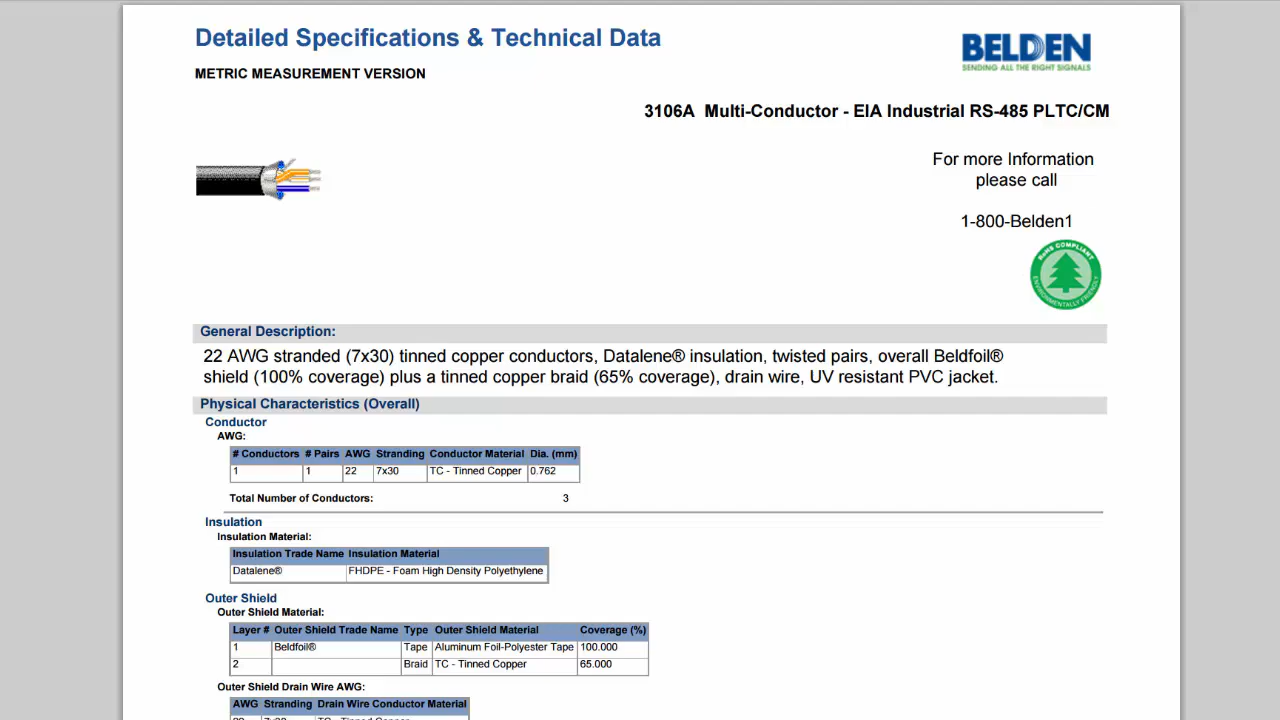 Detailed Specifications & Technical Data
BELDEN
SENDING ALL THE RIGHT SIGNALS
METRIC MEASUREMENT VERSION
3106A Multi-Conductor - EIA Industrial RS-485 PLTC/CM
For more Information
please call
1-800-Belden1
RoHS COMPLIANT
ENVIRONMENTALLY FRIENDLY
General Description:
22 AWG stranded (7x30) tinned copper conductors, Datalene® insulation, twisted pairs, overall Beldfoil®
shield (100% coverage) plus a tinned copper braid (65% coverage), drain wire, UV resistant PVC jacket.
Physical Characteristics (Overall)
Conductor
AWG:
# Conductors # Pairs AWG Stranding Conductor Material Dia. (mm)
1 1 22 7x30 TC - Tinned Copper 0.762
Total Number of Conductors: 3
Insulation
Insulation Material:
Insulation Trade Name Insulation Material
Datalene® FHDPE - Foam High Density Polyethylene
Outer Shield
Outer Shield Material:
Layer # Outer Shield Trade Name Type Outer Shield Material Coverage (%)
1 Beldfoil® Tape Aluminum Foil-Polyester Tape 100.000
2 Braid TC - Tinned Copper 65.000
Outer Shield Drain Wire AWG:
AWG Stranding Drain Wire Conductor Material